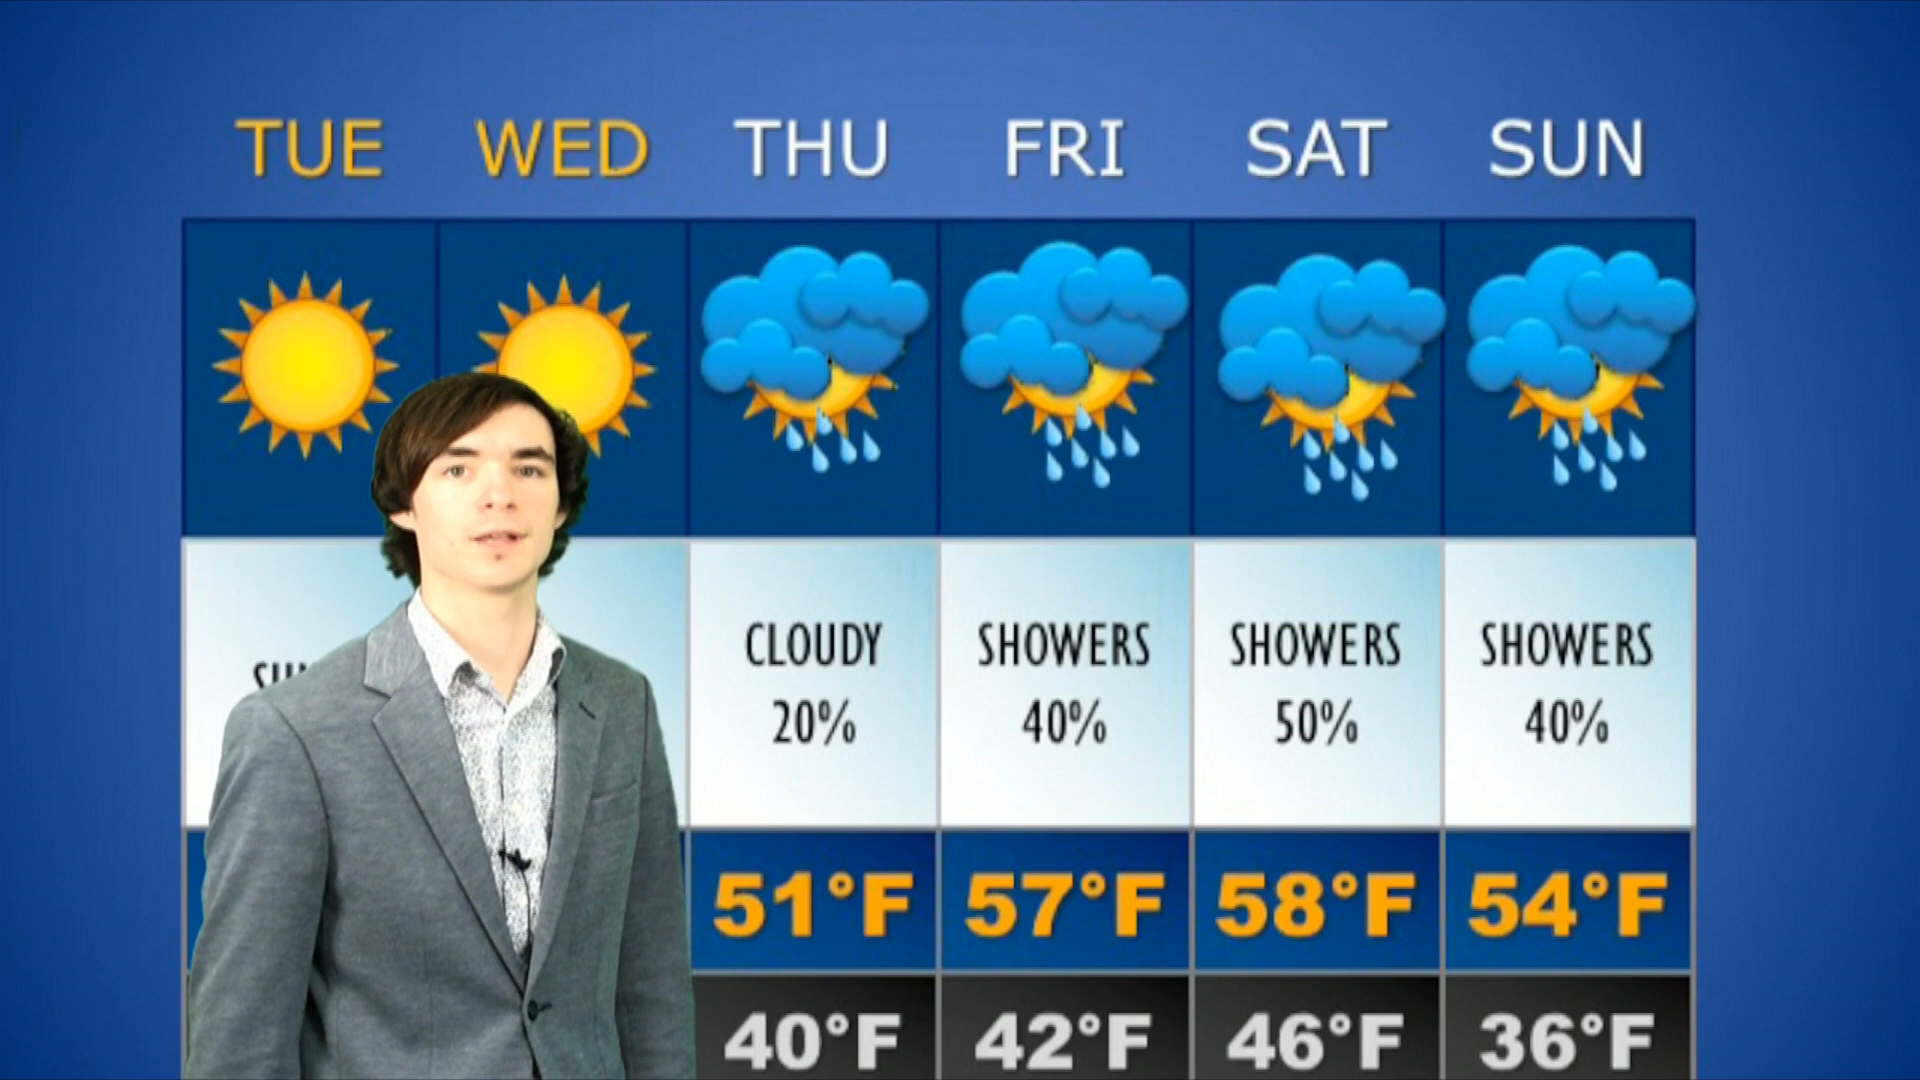 TUE WED THU FRI SAT SUN
CLOUDY SHOWERS SHOWERS SHOWERS
20% 40% 50% 40%
51°F 57°F 58°F 54°F
40°F 42°F 46°F 36°F